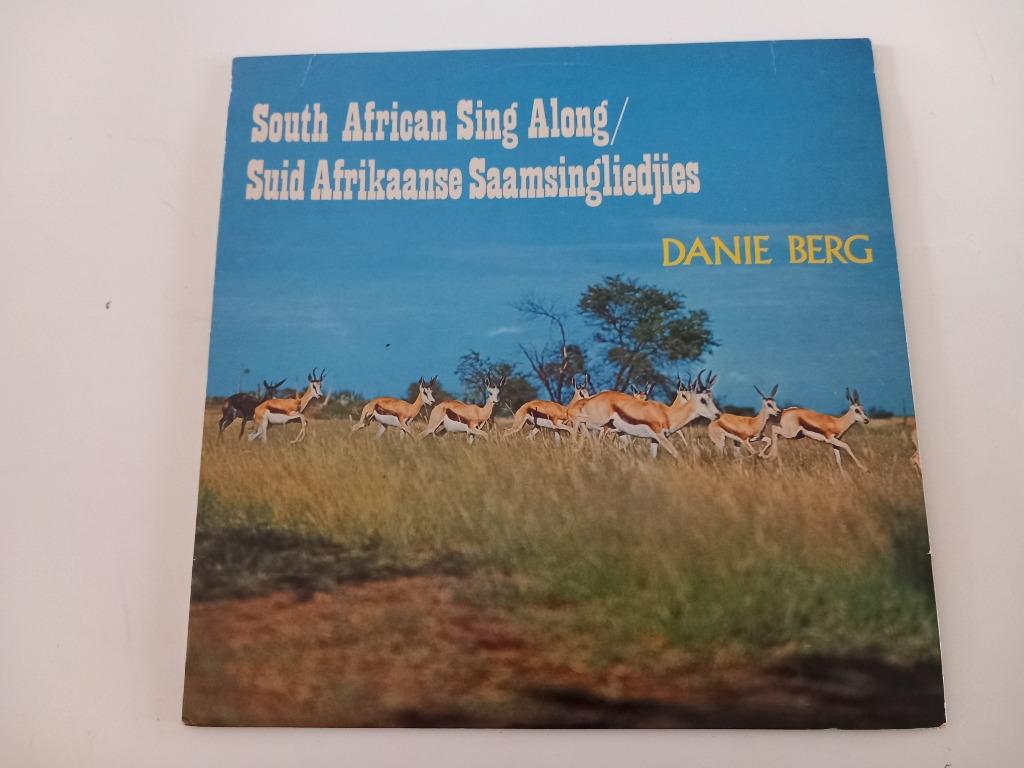 South African Sing Along/
Suid Afrikaanse Saamsingliedjies
DANIE BERG